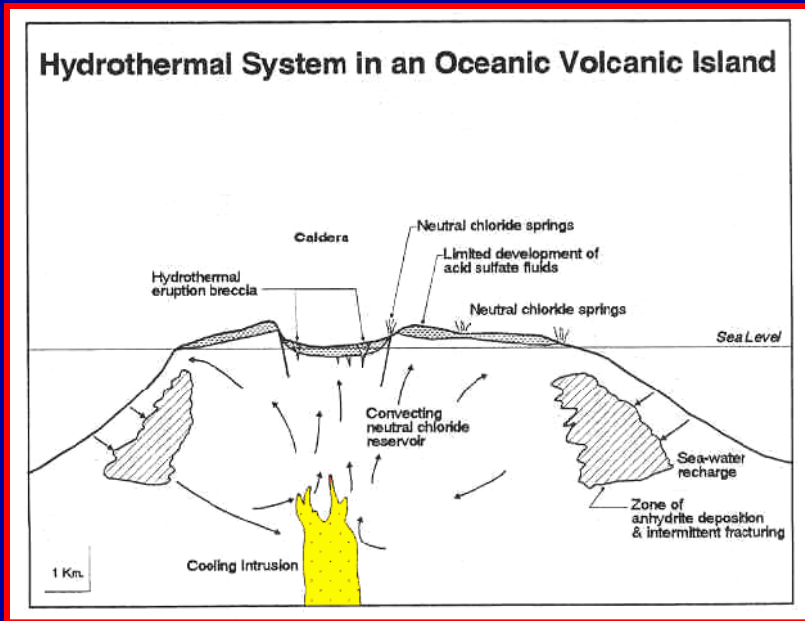 Hydrothermal System in an Oceanic Volcanic Island
Neutral chloride springs
Caldera
Limited development of
acid sulfate fluids
Hydrothermal
eruption breccia
Neutral chloride springs
Sea Level
Convecting
neutral chloride
reservoir
Sea-water
recharge
Zone of
anhydrite deposition
& intermittent fracturing
Cooling Intrusion
1 Km.